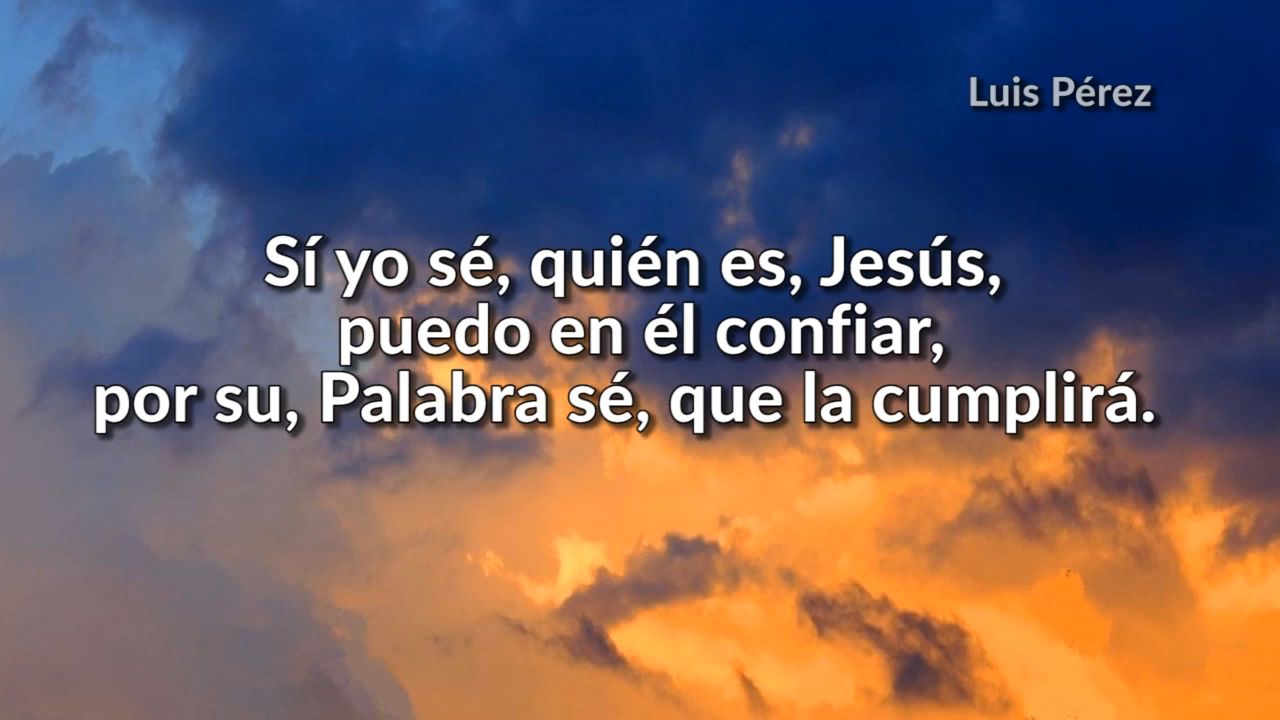 Luis Pérez
Sí yo sé, quién es, Jesús,
puedo en él confiar,
por su, Palabra sé, que la cumplirá.